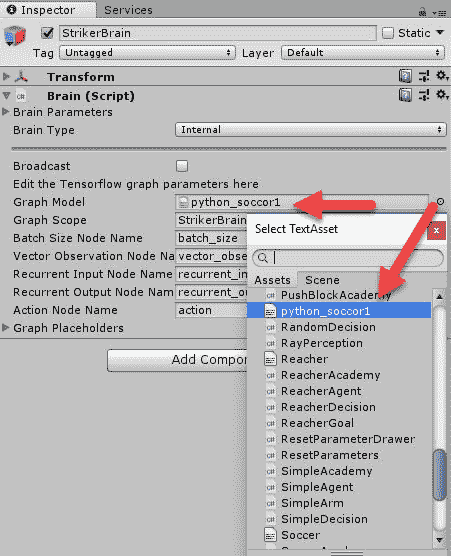 Inspector Services
StrikerBrain Static
Tag Untagged Layer Default
Transform
Brain (Script)
Brain Parameters
Brain Type Internal
Broadcast
Edit the Tensorflow graph parameters here
Graph Model python_soccor1
Graph Scope StrikerBrain
Batch Size Node Name batch_size
Vector Observation Node Nam vector_obse
Recurrent Input Node Name recurrent_in
Recurrent Output Node Nam recurrent_ou
Action Node Name action
Graph Placeholders
Add Compon
Select TextAsset
Assets Scene
PushBlockAcademy
python_soccor1
RandomDecision
RayPerception
Reacher
ReacherAcademy
ReacherAgent
ReacherDecision
ReacherGoal
ResetParameterDrawer
ResetParameters
SimpleAcademy
SimpleAgent
SimpleArm
SimpleDecision
Soccer